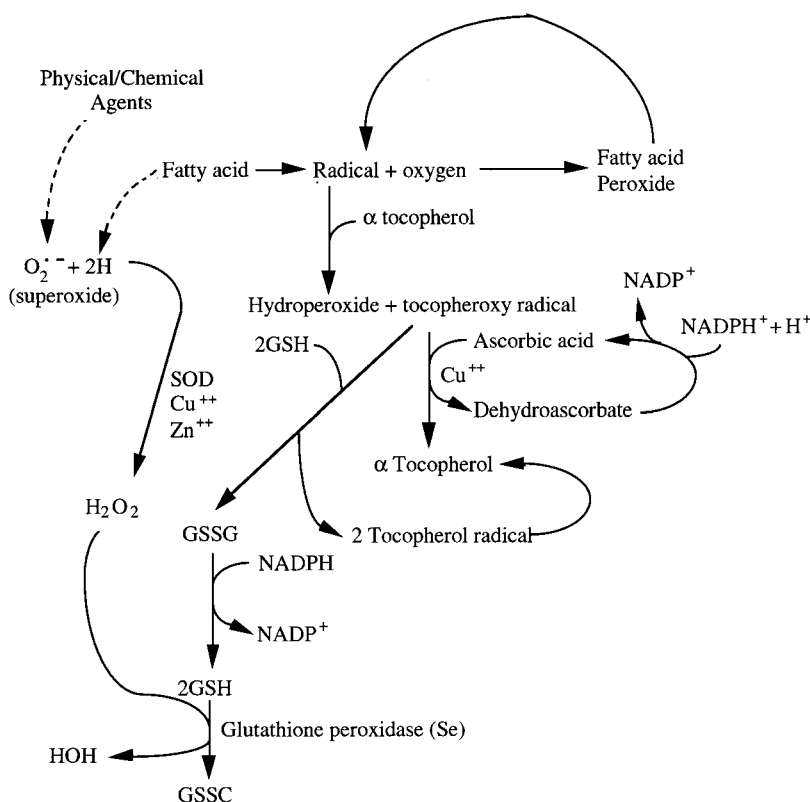 Physical/Chemical
Agents
Fatty acid
Radical + oxygen
Fatty acid
Peroxide
α tocopherol
O₂˙⁻ + 2H
(superoxide)
Hydroperoxide + tocopheroxy radical
NADP⁺
NADPH⁺ + H⁺
2GSH
Ascorbic acid
Cu⁺⁺
Dehydroascorbate
SOD
Cu⁺⁺
Zn⁺⁺
α Tocopherol
H₂O₂
GSSG
2 Tocopherol radical
NADPH
NADP⁺
2GSH
Glutathione peroxidase (Se)
HOH
GSSC